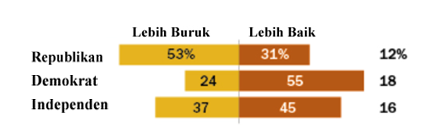 Lebih Buruk Lebih Baik
Republikan 53% 31% 12%
Demokrat 24 55 18
Independen 37 45 16